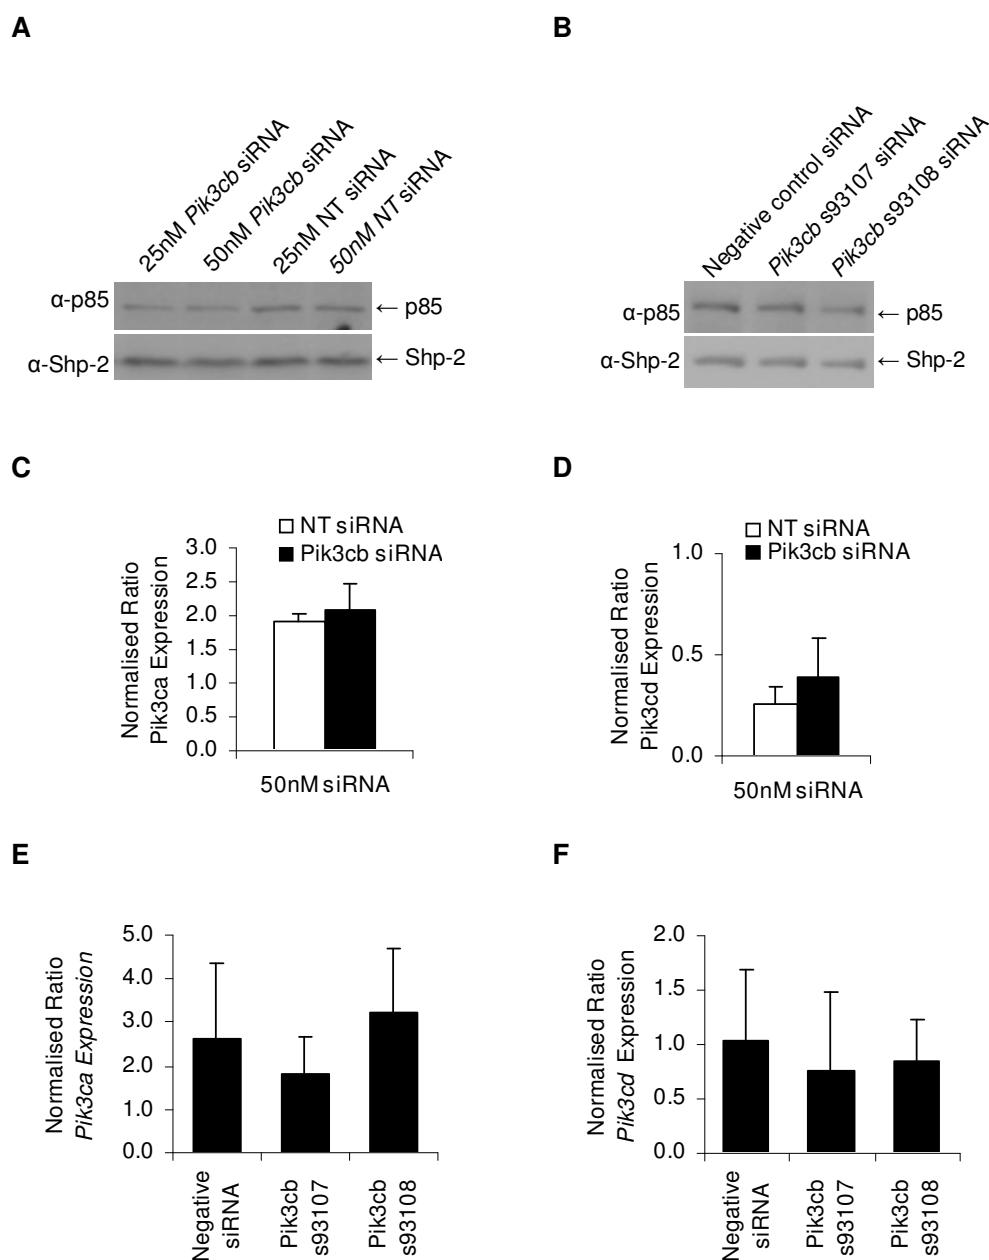 A
25nM Pik3cb siRNA
50nM Pik3cb siRNA
25nM NT siRNA
50nM NT siRNA
α-p85
← p85
α-Shp-2
← Shp-2
B
Negative control siRNA
Pik3cb s93107 siRNA
Pik3cb s93108 siRNA
α-p85
← p85
α-Shp-2
← Shp-2
C
NT siRNA
Pik3cb siRNA
Normalised Ratio
Pik3ca Expression
3.0
2.5
2.0
1.5
1.0
0.5
0.0
50nM siRNA
D
NT siRNA
Pik3cb siRNA
Normalised Ratio
Pik3cd Expression
1.0
0.5
0.0
50nM siRNA
E
Normalised Ratio
Pik3ca Expression
5.0
4.0
3.0
2.0
1.0
0.0
Negative
siRNA
Pik3cb
s93107
Pik3cb
s93108
F
Normalised Ratio
Pik3cd Expression
2.0
1.5
1.0
0.5
0.0
Negative
siRNA
Pik3cb
s93107
Pik3cb
s93108